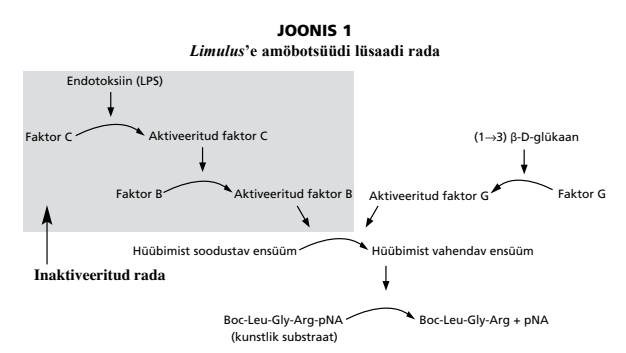 JOONIS 1
Limulus’e amöbotsüüdi lüsaadi rada
Endotoksiin (LPS)
Faktor C
Aktiveeritud faktor C
(1→3) β-D-glükaan
Faktor B
Aktiveeritud faktor B
Aktiveeritud faktor G
Faktor G
Hüübimist soodustav ensüüm
Hüübimist vahendav ensüüm
Inaktiveeritud rada
Boc-Leu-Gly-Arg-pNA
(kunstlik substraat)
Boc-Leu-Gly-Arg + pNA